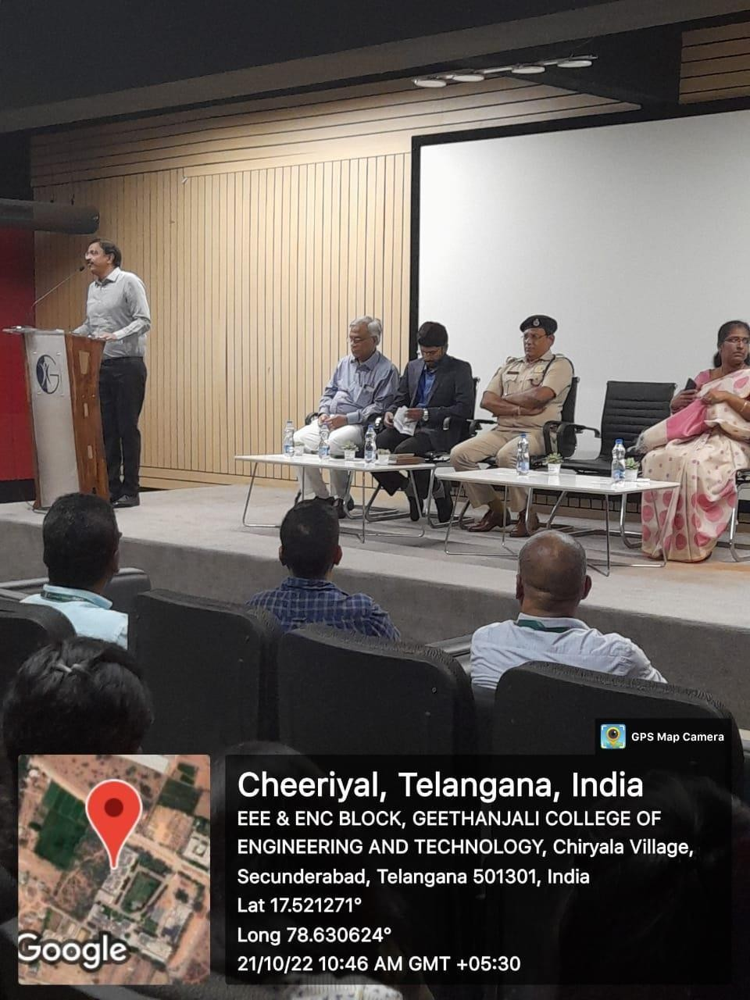 GPS Map Camera
Cheeriyal, Telangana, India
EEE & ENC BLOCK, GEETHANJALI COLLEGE OF
ENGINEERING AND TECHNOLOGY, Chiryala Village,
Secunderabad, Telangana 501301, India
Lat 17.521271°
Long 78.630624°
21/10/22 10:46 AM GMT +05:30
Google